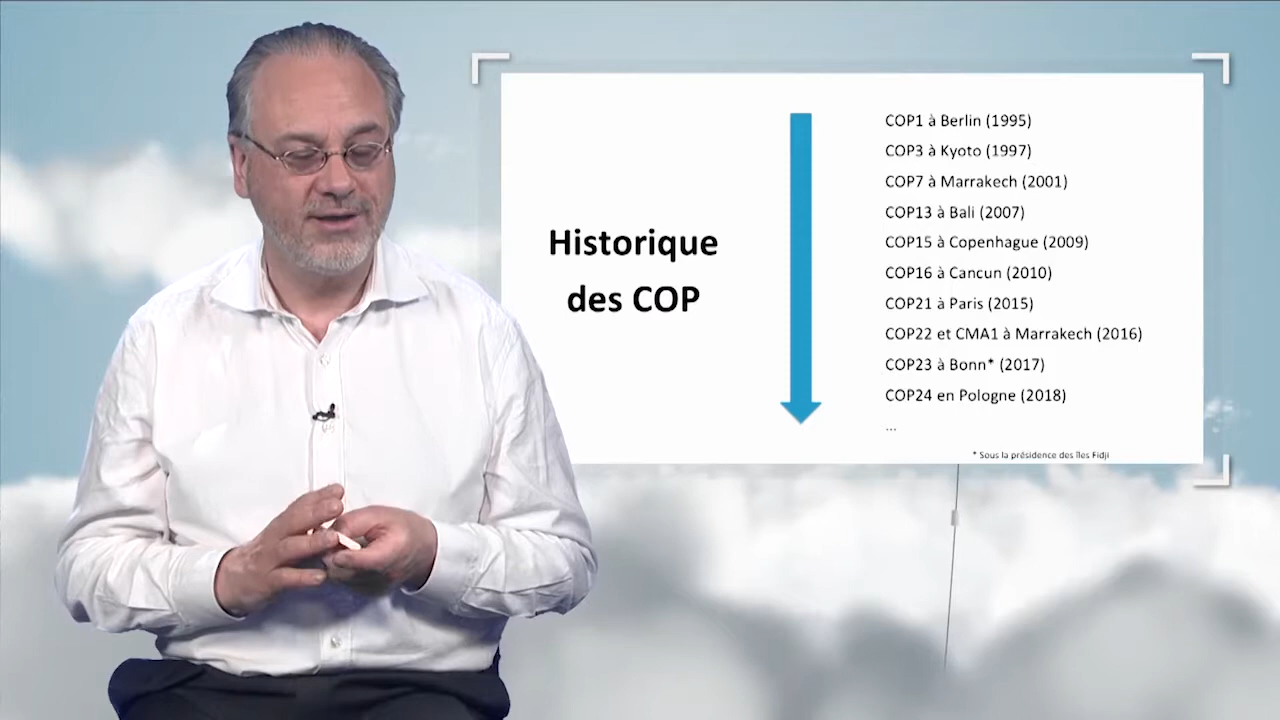 Historique
des COP
COP1 à Berlin (1995)
COP3 à Kyoto (1997)
COP7 à Marrakech (2001)
COP13 à Bali (2007)
COP15 à Copenhague (2009)
COP16 à Cancun (2010)
COP21 à Paris (2015)
COP22 et CMA1 à Marrakech (2016)
COP23 à Bonn* (2017)
COP24 en Pologne (2018)
...
* Sous la présidence des îles Fidji